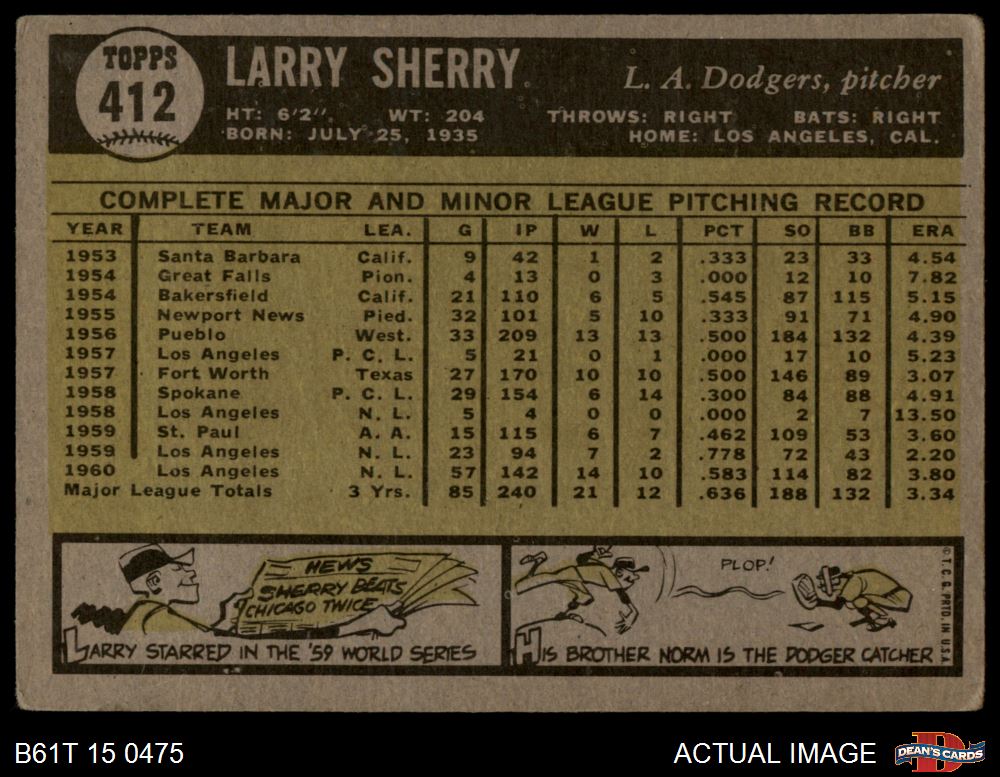 TOPPS
412
LARRY SHERRY
L. A. Dodgers, pitcher
HT: 6'2". WT: 204 THROWS: RIGHT BATS: RIGHT
BORN: JULY 25, 1935 HOME: LOS ANGELES, CAL.
COMPLETE MAJOR AND MINOR LEAGUE PITCHING RECORD
YEAR TEAM LEA. G IP W L PCT SO BB ERA
1953 Santa Barbara Calif. 9 42 1 2 .333 23 33 4.54
1954 Great Falls Pion. 4 13 0 3 .000 12 10 7.82
1954 Bakersfield Calif. 21 110 6 5 .545 87 115 5.15
1955 Newport News Pied. 32 101 5 10 .333 91 71 4.90
1956 Pueblo West. 33 209 13 13 .500 184 132 4.39
1957 Los Angeles P. C. L. 5 21 0 1 .000 17 10 5.23
1957 Fort Worth Texas 27 170 10 10 .500 146 89 3.07
1958 Spokane P. C. L. 29 154 6 14 .300 84 88 4.91
1958 Los Angeles N. L. 5 4 0 0 .000 2 7 13.50
1959 St. Paul A. A. 15 115 6 7 .462 109 53 3.60
1959 Los Angeles N. L. 23 94 7 2 .778 72 43 2.20
1960 Los Angeles N. L. 57 142 14 10 .583 114 82 3.80
Major League Totals 3 Yrs. 85 240 21 12 .636 188 132 3.34
NEWS
SHERRY BEATS
CHICAGO TWICE
LARRY STARRED IN THE '59 WORLD SERIES
PLOP!
HIS BROTHER NORM IS THE DODGER CATCHER
© T. C. G. PRTD. IN U.S.A.
B61T 15 0475
ACTUAL IMAGE
D
DEAN'S CARDS